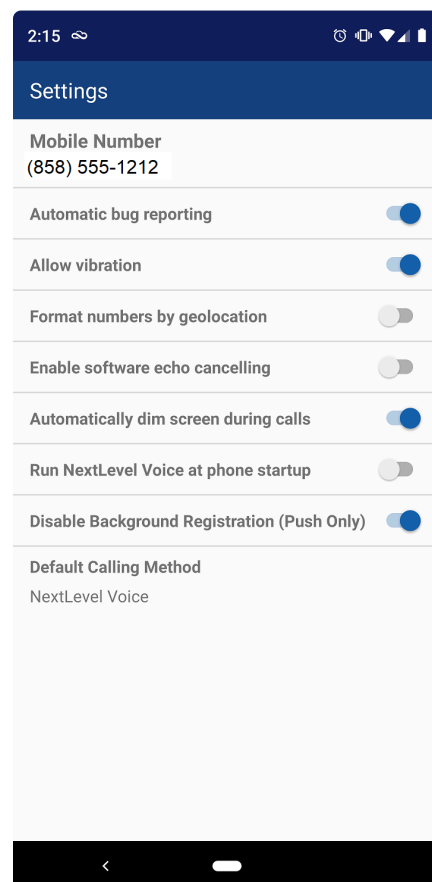 2:15
Settings
Mobile Number
(858) 555-1212
Automatic bug reporting
Allow vibration
Format numbers by geolocation
Enable software echo cancelling
Automatically dim screen during calls
Run NextLevel Voice at phone startup
Disable Background Registration (Push Only)
Default Calling Method
NextLevel Voice